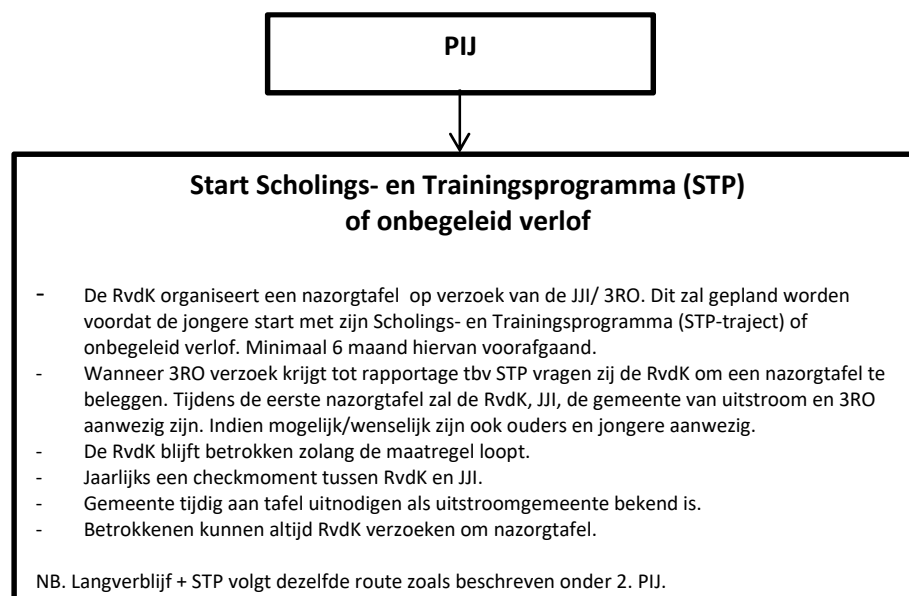 PIJ
Start Scholings- en Trainingsprogramma (STP)
of onbegeleid verlof
- De RvdK organiseert een nazorgtafel op verzoek van de JJI/ 3RO. Dit zal gepland worden
voordat de jongere start met zijn Scholings- en Trainingsprogramma (STP-traject) of
onbegeleid verlof. Minimaal 6 maand hiervan voorafgaand.
- Wanneer 3RO verzoek krijgt tot rapportage tbv STP vragen zij de RvdK om een nazorgtafel te
beleggen. Tijdens de eerste nazorgtafel zal de RvdK, JJI, de gemeente van uitstroom en 3RO
aanwezig zijn. Indien mogelijk/wenselijk zijn ook ouders en jongere aanwezig.
- De RvdK blijft betrokken zolang de maatregel loopt.
- Jaarlijks een checkmoment tussen RvdK en JJI.
- Gemeente tijdig aan tafel uitnodigen als uitstroomgemeente bekend is.
- Betrokkenen kunnen altijd RvdK verzoeken om nazorgtafel.
NB. Langverblijf + STP volgt dezelfde route zoals beschreven onder 2. PIJ.